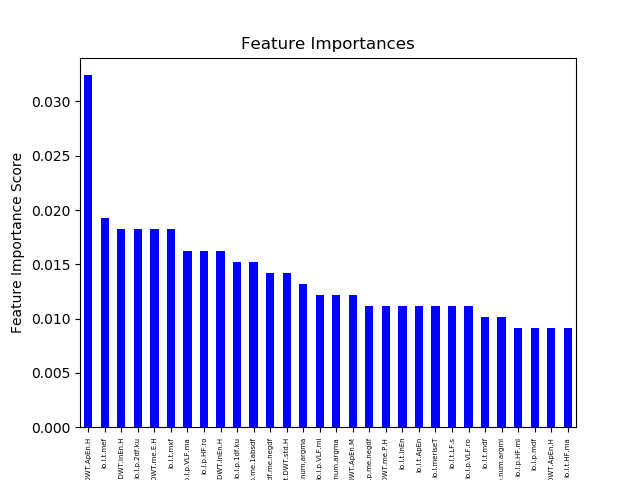 Feature Importances
Feature Importance Score
0.030
0.025
0.020
0.015
0.010
0.005
0.000
DWT.ApEn.H
lo.l.t.mef
DWT.InEn.H
lo.l.p.2df.ku
DWT.me.E.H
lo.l.t.mxf
o.l.p.VLF.ma
lo.l.p.HF.ro
DWT.InEn.H
lo.l.p.1df.ku
.me.1absdf
df.me.negdf
t.DWT.std.H
num.argma
lo.l.p.VLF.mi
num.argma
DWT.ApEn.M
.p.me.negdf
DWT.me.P.H
lo.l.t.InEn
lo.l.t.ApEn
lo.l.meriseT
lo.l.t.LF.s
lo.l.p.VLF.ro
lo.l.t.mdf
.num.argmi
lo.l.p.HF.mi
lo.l.p.mdf
DWT.ApEn.H
lo.l.t.HF.ma